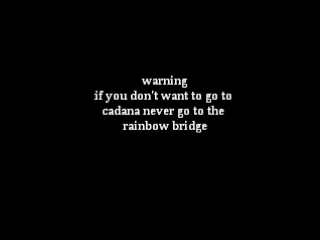 warning
if you don't want to go to
cadana never go to the
rainbow bridge